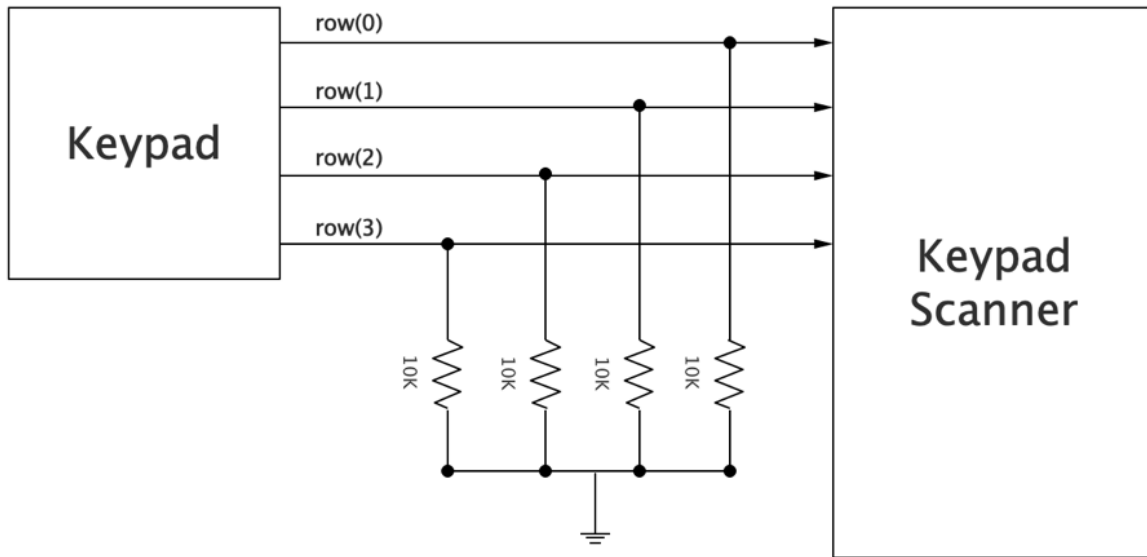 row(0)
row(1)
Keypad
row(2)
row(3)
Keypad
Scanner
10K
10K
10K
10K